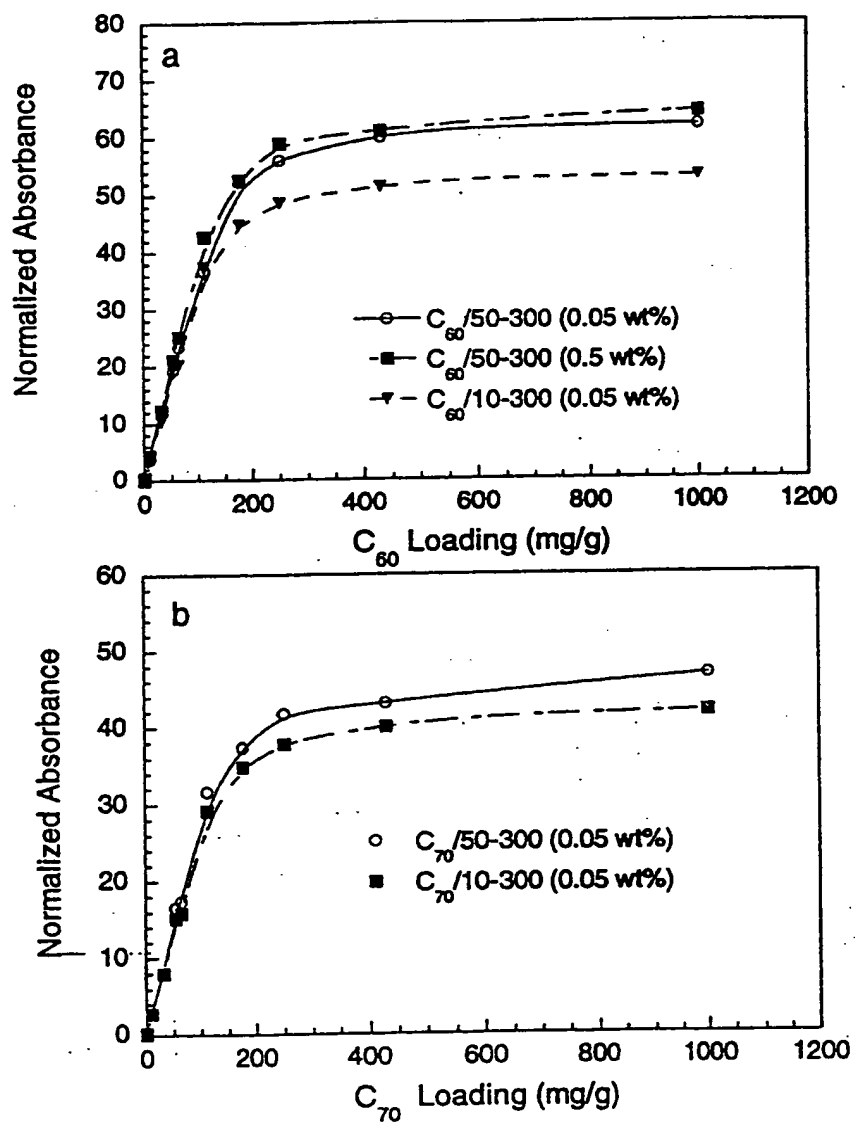 80
70
60
50
40
30
20
10
0
Normalized Absorbance
a
C60/50-300 (0.05 wt%)
C60/50-300 (0.5 wt%)
C60/10-300 (0.05 wt%)
0 200 400 600 800 1000 1200
C60 Loading (mg/g)
60
50
40
30
20
10
0
Normalized Absorbance
b
C70/50-300 (0.05 wt%)
C70/10-300 (0.05 wt%)
0 200 400 600 800 1000 1200
C70 Loading (mg/g)